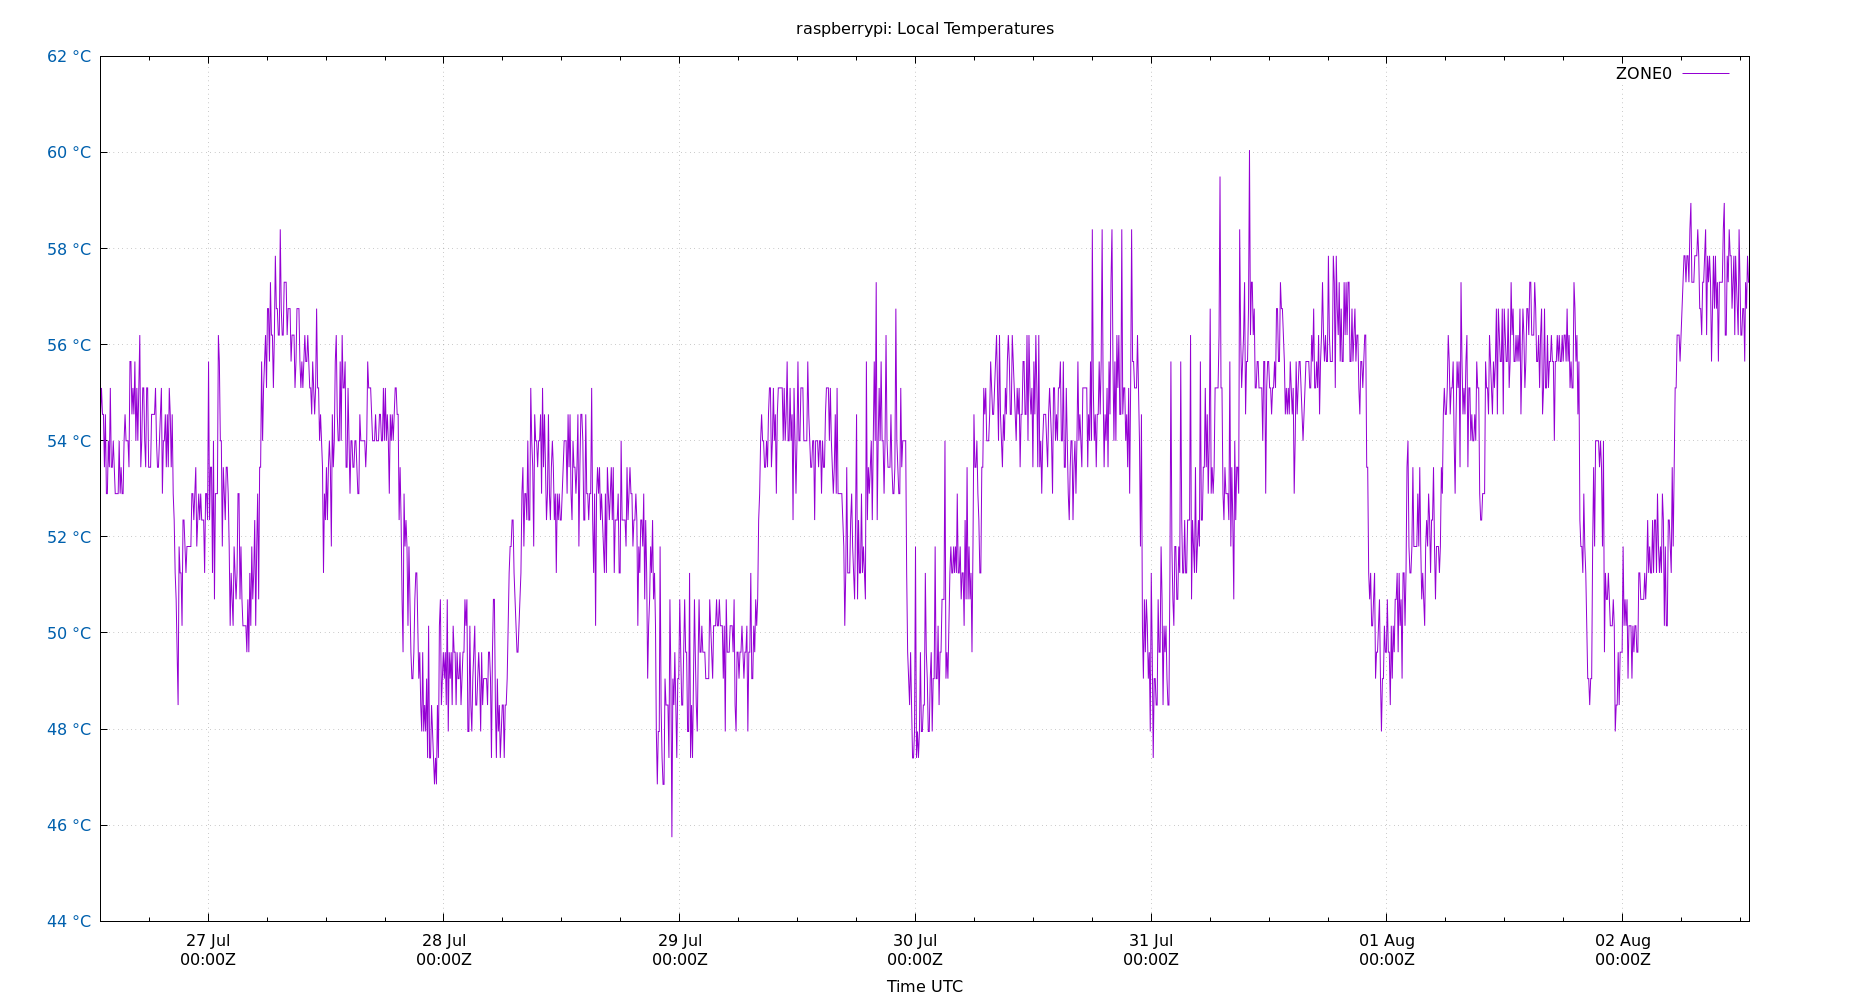 raspberrypi: Local Temperatures
62 °C
ZONE0
60 °C
58 °C
56 °C
54 °C
52 °C
50 °C
48 °C
46 °C
44 °C
27 Jul 28 Jul 29 Jul 30 Jul 31 Jul 01 Aug 02 Aug
00:00Z 00:00Z 00:00Z 00:00Z 00:00Z 00:00Z 00:00Z
Time UTC